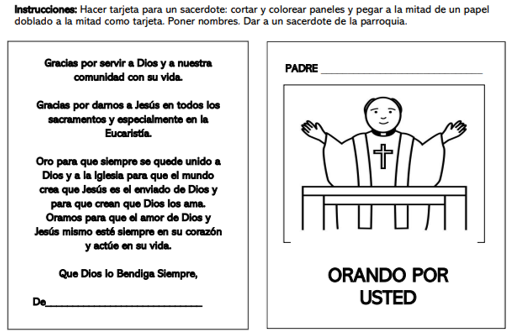 Instrucciones: Hacer tarjeta para un sacerdote: cortar y colorear paneles y pegar a la mitad de un papel
doblado a la mitad como tarjeta. Poner nombres. Dar a un sacerdote de la parroquia.
Gracias por servir a Dios y a nuestra
comunidad con su vida.
Gracias por darnos a Jesús en todos los
sacramentos y especialmente en la
Eucaristía.
Oro para que siempre se quede unido a
Dios y a la Iglesia para que el mundo
crea que Jesús es el enviado de Dios y
para que crean que Dios los ama.
Oramos para que el amor de Dios y
Jesús mismo esté siempre en su corazón
y actúe en su vida.
Que Dios lo Bendiga Siempre,
De______________________________
PADRE ______________________________
ORANDO POR
USTED